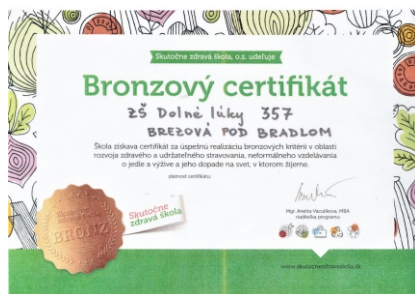 Skutočne zdravá škola, o.z. udeľuje
Bronzový certifikát
ZŠ Dolné lúky 357
BREZOVÁ POD BRADLOM
Škola získava certifikát za úspešnú realizáciu bronzových kritérií v oblasti
rozvoja zdravého a udržateľného stravovania, neformálneho vzdelávania
o jedle a výžive a jeho dopade na svet, v ktorom žijeme.
platnosť certifikátu:
BRONZ
Skutočne
zdravá škola
Mgr. Anetta Vaculíkova, MBA
riaditeľka programu
www.skutocnezdravaskola.sk